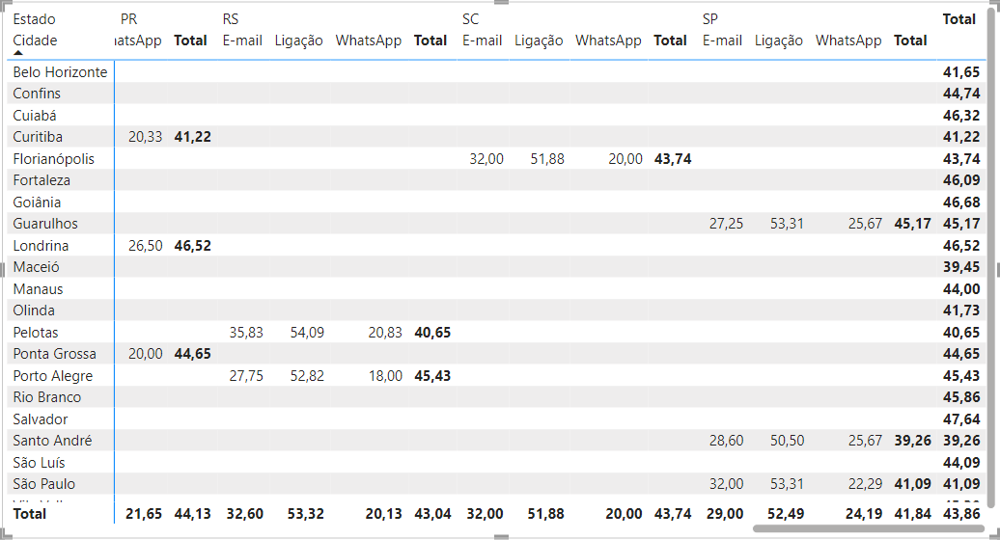 Estado PR RS SC SP Total
Cidade hatsApp Total E-mail Ligação WhatsApp Total E-mail Ligação WhatsApp Total E-mail Ligação WhatsApp Total
Belo Horizonte 41,65
Confins 44,74
Cuiabá 46,32
Curitiba 20,33 41,22 41,22
Florianópolis 32,00 51,88 20,00 43,74 43,74
Fortaleza 46,09
Goiânia 46,68
Guarulhos 27,25 53,31 25,67 45,17 45,17
Londrina 26,50 46,52 46,52
Maceió 39,45
Manaus 44,00
Olinda 41,73
Pelotas 35,83 54,09 20,83 40,65 40,65
Ponta Grossa 20,00 44,65 44,65
Porto Alegre 27,75 52,82 18,00 45,43 45,43
Rio Branco 45,86
Salvador 47,64
Santo André 28,60 50,50 25,67 39,26 39,26
São Luís 44,09
São Paulo 32,00 53,31 22,29 41,09 41,09
Total 21,65 44,13 32,60 53,32 20,13 43,04 32,00 51,88 20,00 43,74 29,00 52,49 24,19 41,84 43,86